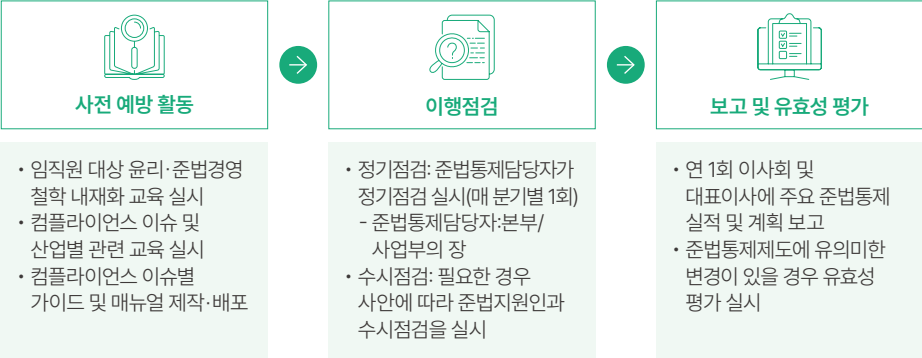 사전 예방 활동
• 임직원 대상 윤리·준법경영
철학 내재화 교육 실시
• 컴플라이언스 이슈 및
산업별 관련 교육 실시
• 컴플라이언스 이슈별
가이드 및 매뉴얼 제작·배포
이행점검
• 정기점검: 준법통제담당자가
정기점검 실시(매 분기별 1회)
- 준법통제담당자:본부/
사업부의 장
• 수시점검: 필요한 경우
사안에 따라 준법지원인과
수시점검을 실시
보고 및 유효성 평가
• 연 1회 이사회 및
대표이사에 주요 준법통제
실적 및 계획 보고
• 준법통제제도에 유의미한
변경이 있을 경우 유효성
평가 실시